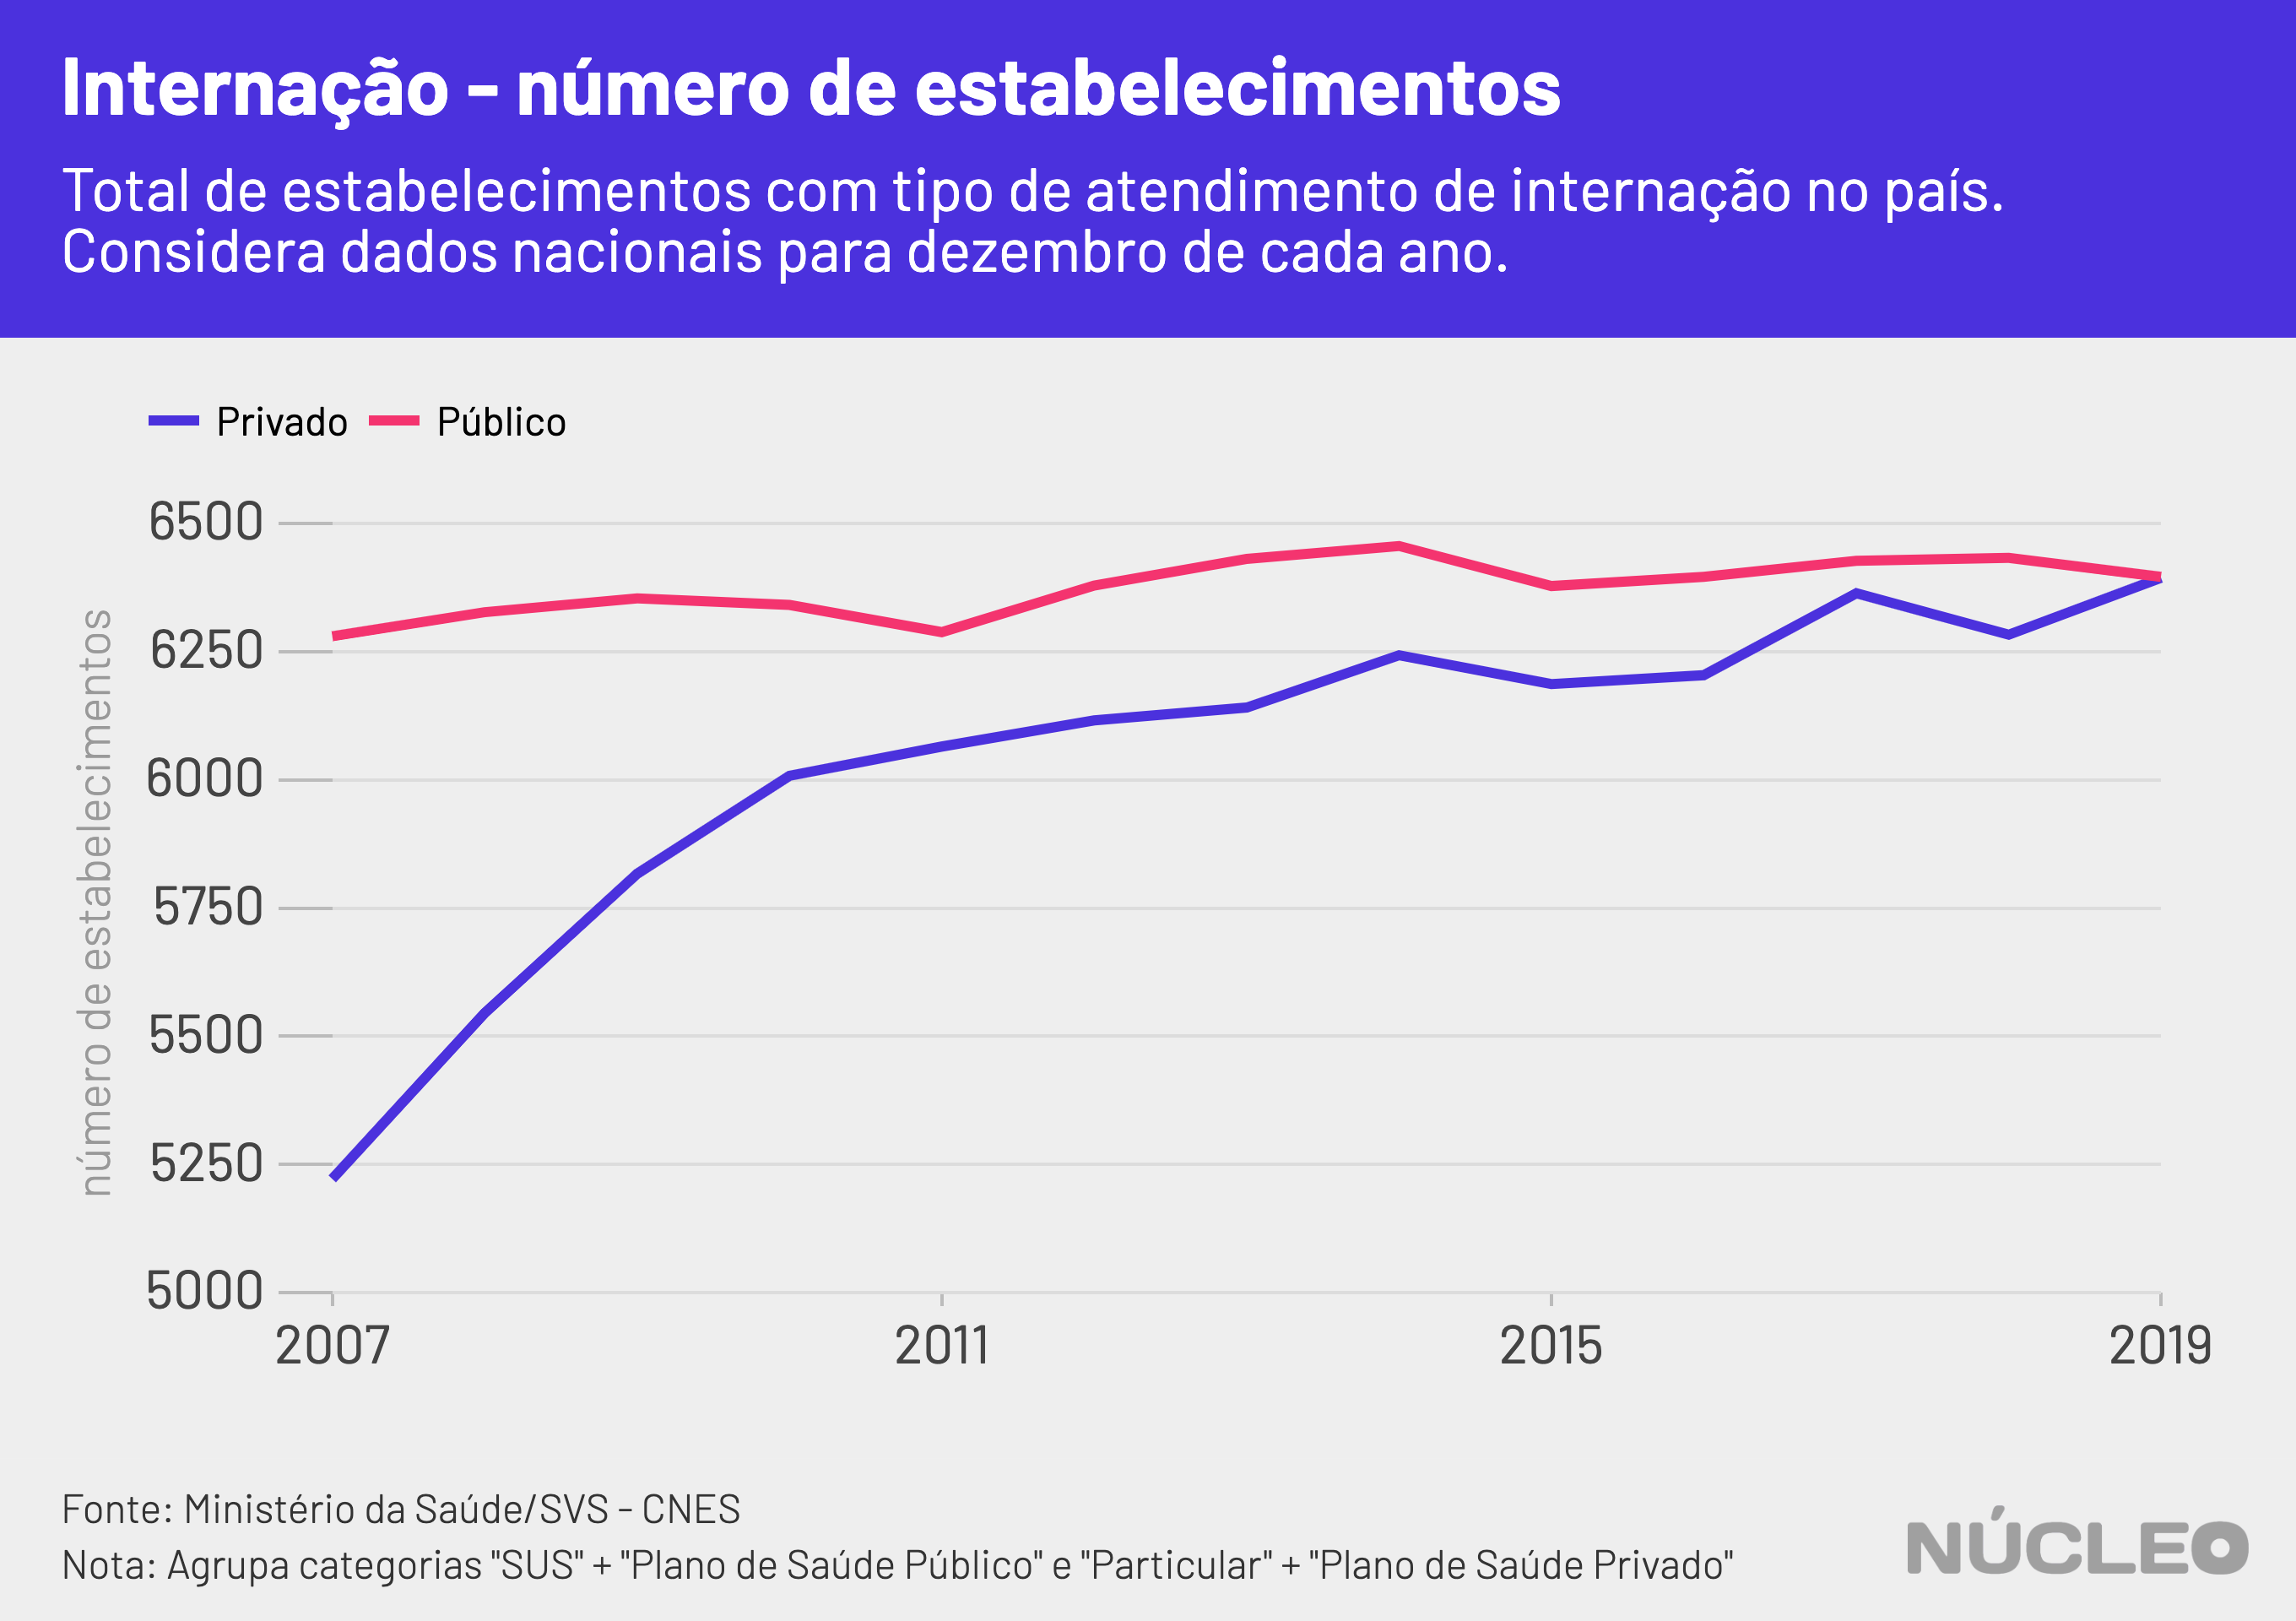 Internação - número de estabelecimentos
Total de estabelecimentos com tipo de atendimento de internação no país.
Considera dados nacionais para dezembro de cada ano.
Privado Público
número de estabelecimentos
6500
6250
6000
5750
5500
5250
5000
2007 2011 2015 2019
Fonte: Ministério da Saúde/SVS - CNES
Nota: Agrupa categorias "SUS" + "Plano de Saúde Público" e "Particular" + "Plano de Saúde Privado"
NÚCLEO